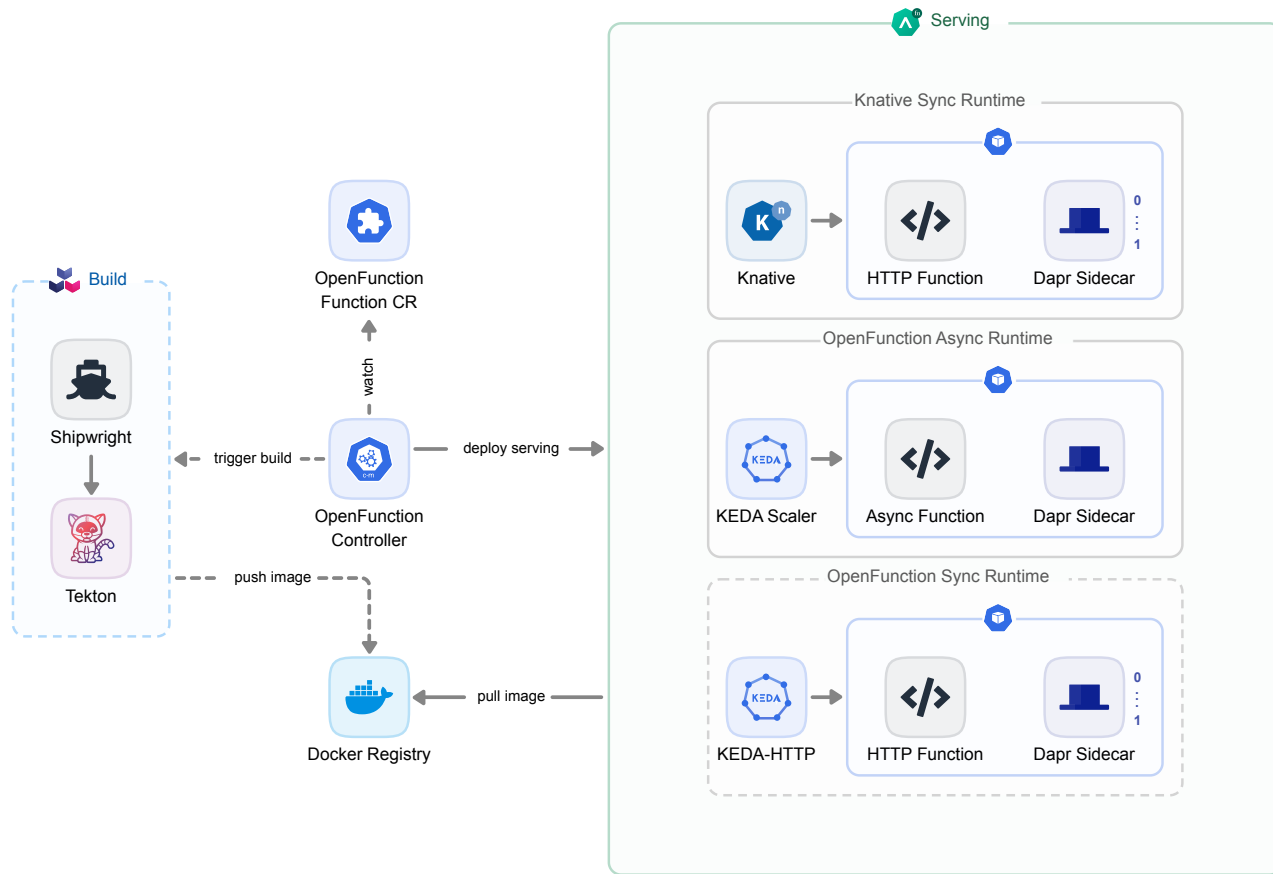 Serving
Build
Shipwright
Tekton
OpenFunction
Function CR
watch
c-m
OpenFunction
Controller
trigger build
deploy serving
push image
Docker Registry
pull image
Knative Sync Runtime
K
n
Knative
HTTP Function
Dapr Sidecar
0
1
OpenFunction Async Runtime
KEDA
KEDA Scaler
Async Function
Dapr Sidecar
OpenFunction Sync Runtime
KEDA
KEDA-HTTP
HTTP Function
Dapr Sidecar
0
1